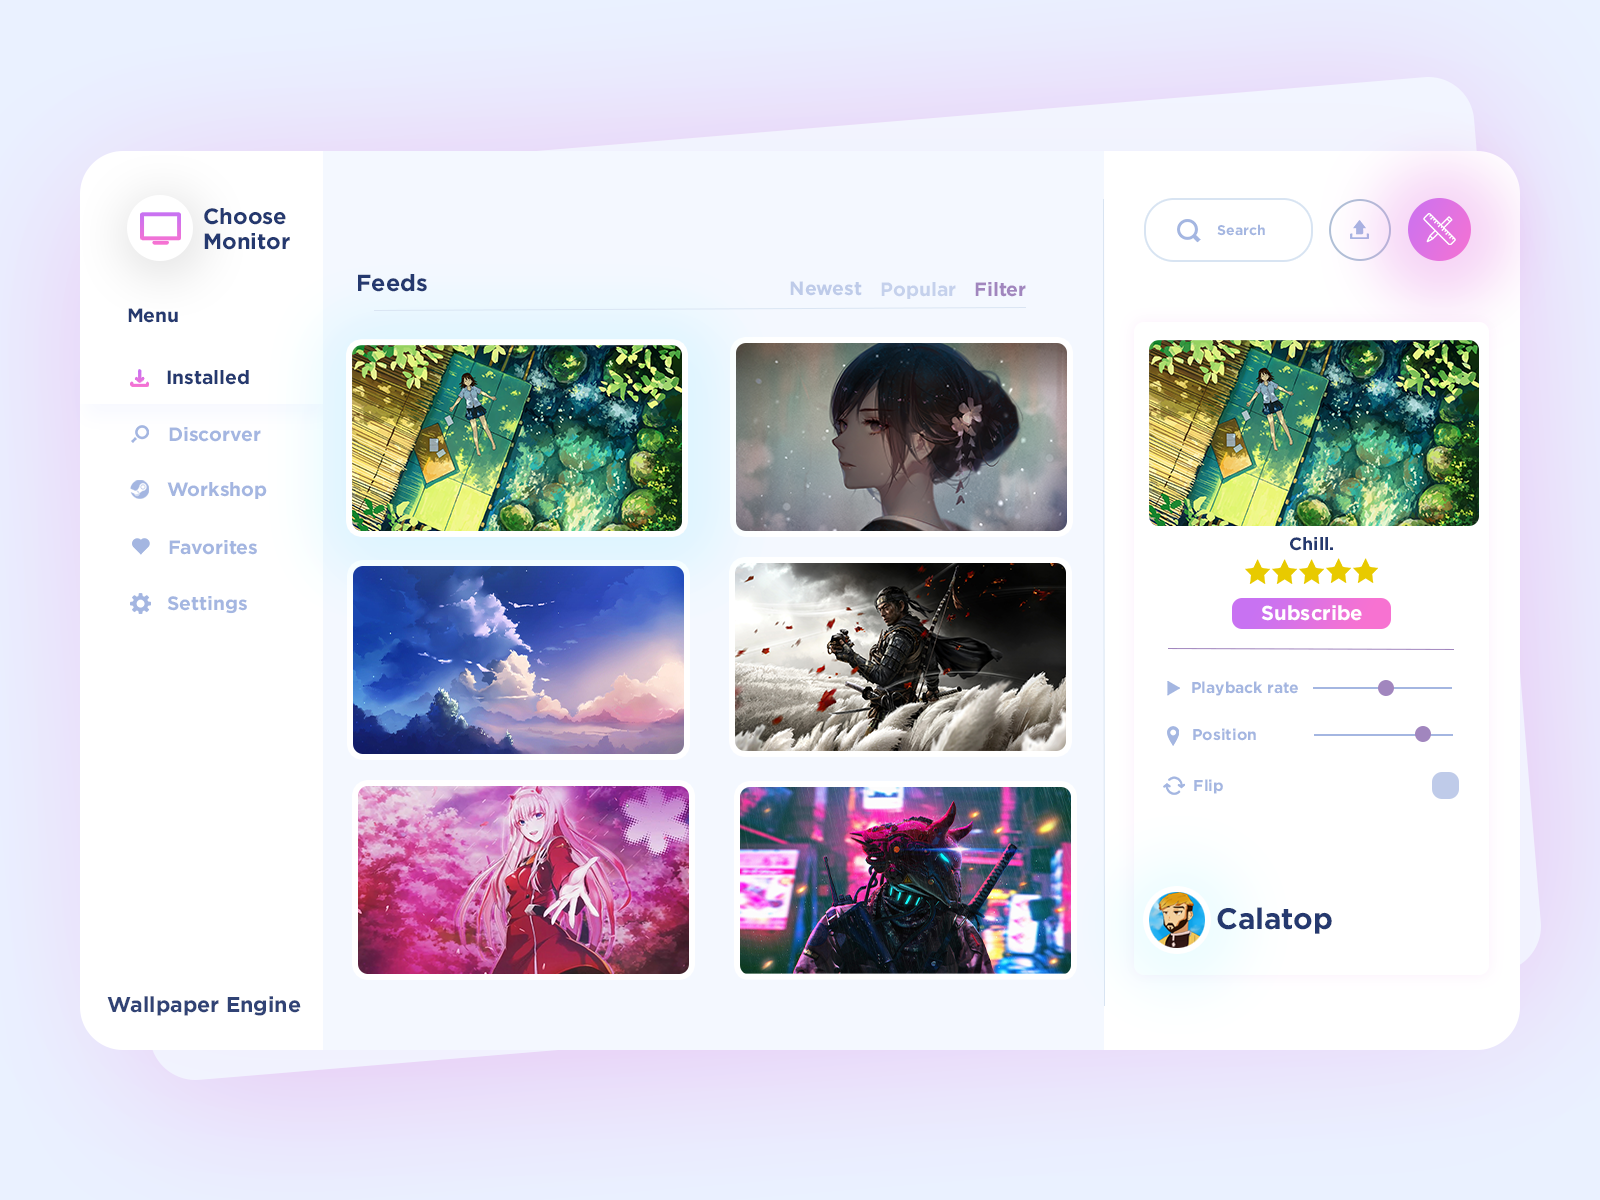 Choose
Monitor
Menu
Installed
Discorver
Workshop
Favorites
Settings
Wallpaper Engine
Feeds
Newest Popular Filter
Search
Chill.
Subscribe
Playback rate
Position
Flip
Calatop